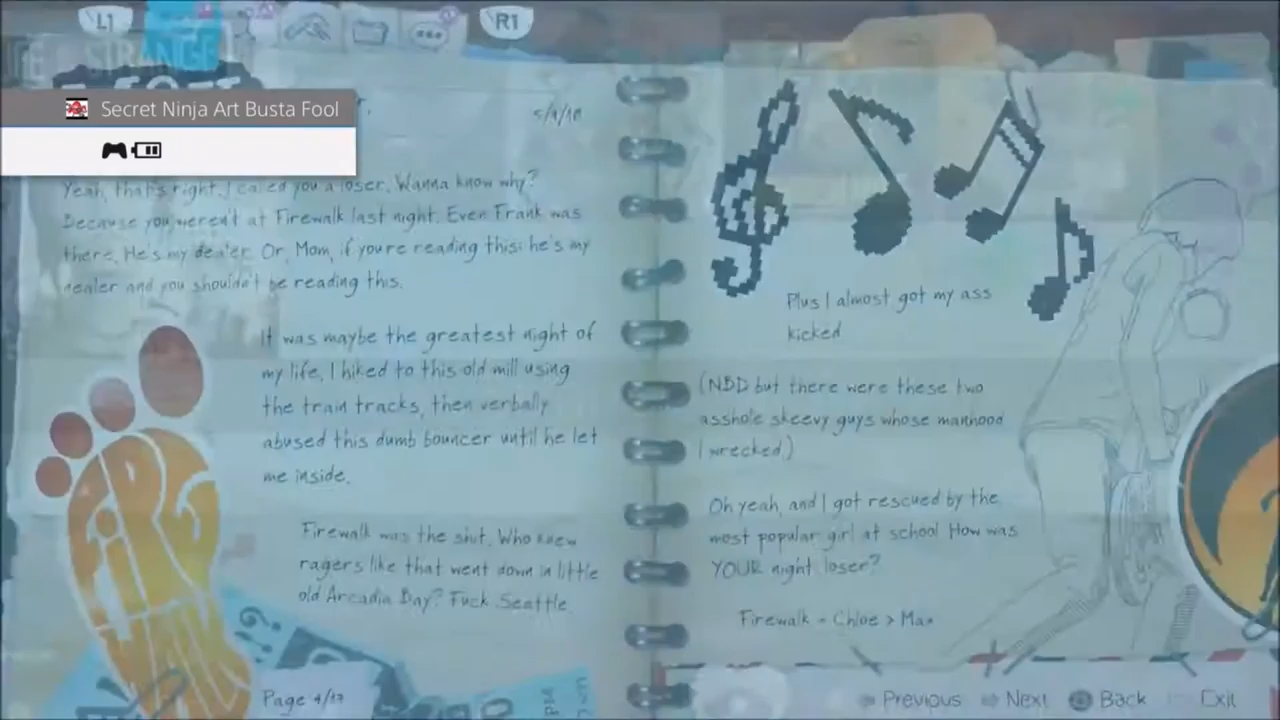 L1
R1
STRANGE
Secret Ninja Art Busta Fool
5/9/10
Yeah, that's right. I called you a loser. Wanna know why?
Because you weren't at Firewalk last night. Even Frank was
there. He's my dealer. Or, Mom, if you're reading this: he's my
dealer and you shouldn't be reading this.
It was maybe the greatest night of
my life. I hiked to this old mill using
the train tracks, then verbally
abused this dumb bouncer until he let
me inside.
Firewalk was the shit. Who knew
ragers like that went down in little
old Arcadia Bay? Fuck Seattle.
FIRE
WALK
Page 4/17
Plus I almost got my ass
kicked
(NBD but there were these two
asshole skeevy guys whose manhood
I wrecked)
Oh yeah, and I got rescued by the
most popular girl at school How was
YOUR night loser?
Firewalk + Chloe > Max
Previous
Next
Back
Exit